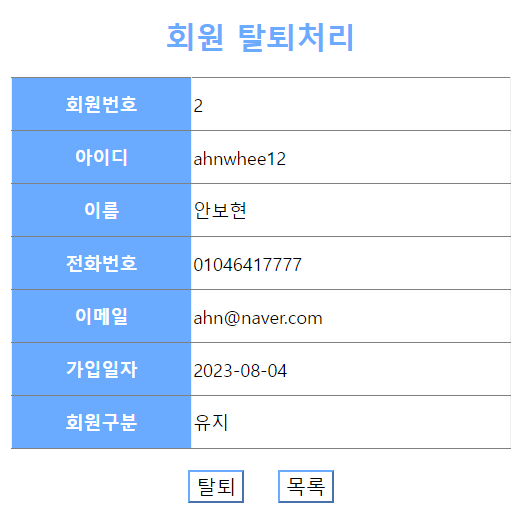 회원 탈퇴처리
회원번호 2
아이디 ahnwhee12
이름 안보현
전화번호 01046417777
이메일 ahn@naver.com
가입일자 2023-08-04
회원구분 유지
탈퇴 목록